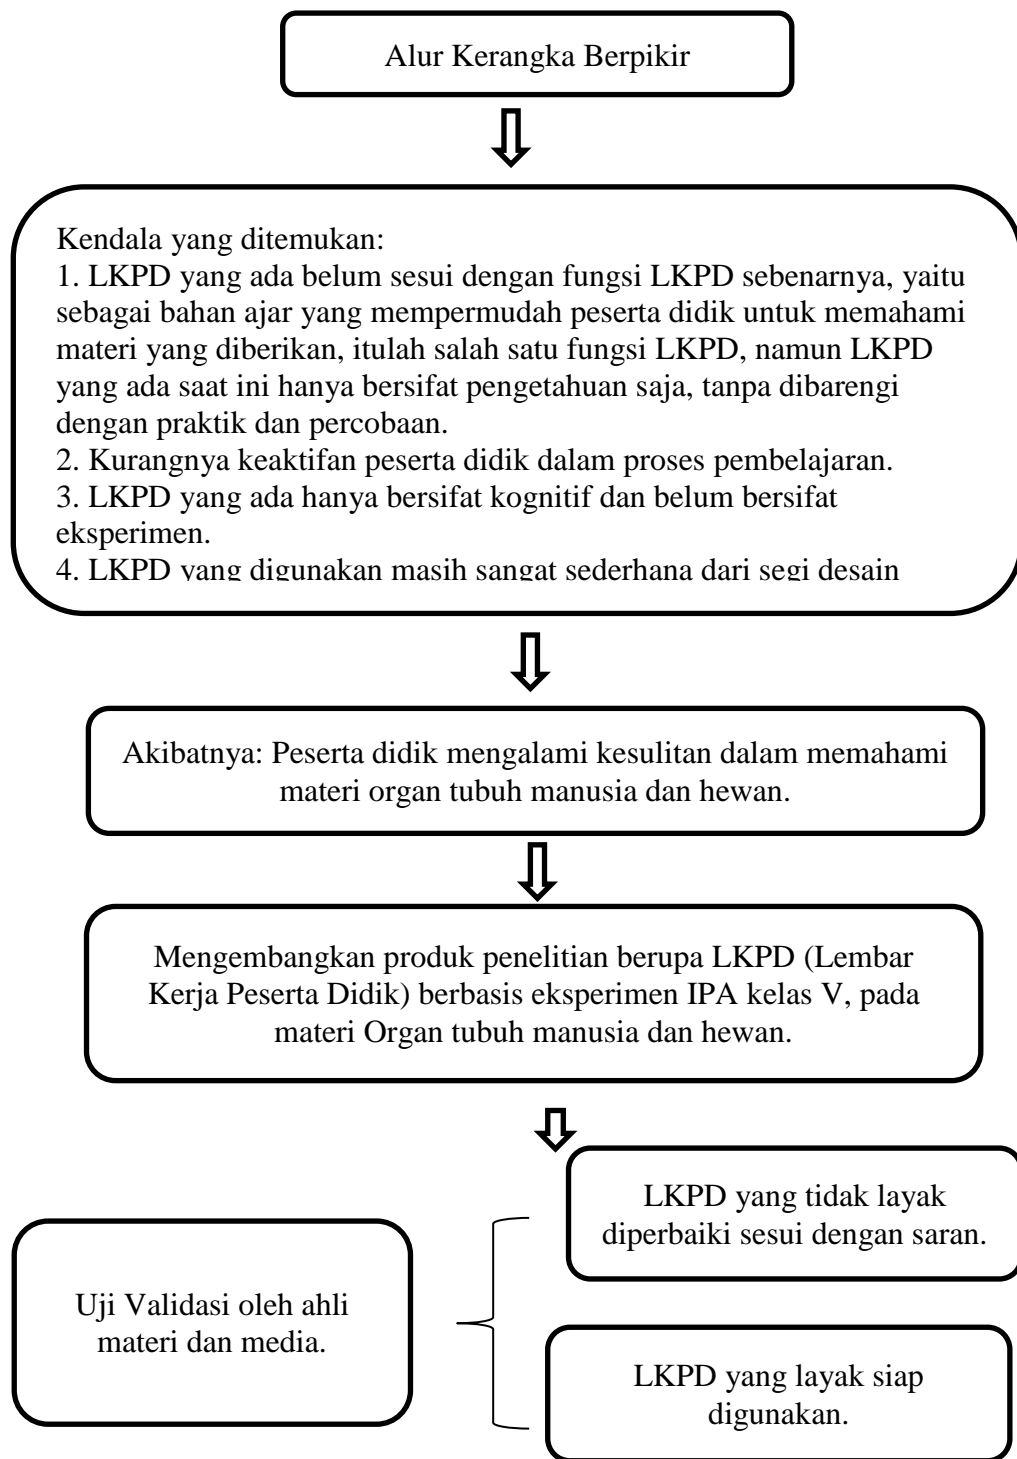 Alur Kerangka Berpikir
Kendala yang ditemukan:
1. LKPD yang ada belum sesui dengan fungsi LKPD sebenarnya, yaitu
sebagai bahan ajar yang mempermudah peserta didik untuk memahami
materi yang diberikan, itulah salah satu fungsi LKPD, namun LKPD
yang ada saat ini hanya bersifat pengetahuan saja, tanpa dibarengi
dengan praktik dan percobaan.
2. Kurangnya keaktifan peserta didik dalam proses pembelajaran.
3. LKPD yang ada hanya bersifat kognitif dan belum bersifat
eksperimen.
4. LKPD yang digunakan masih sangat sederhana dari segi desain
Akibatnya: Peserta didik mengalami kesulitan dalam memahami
materi organ tubuh manusia dan hewan.
Mengembangkan produk penelitian berupa LKPD (Lembar
Kerja Peserta Didik) berbasis eksperimen IPA kelas V, pada
materi Organ tubuh manusia dan hewan.
LKPD yang tidak layak
diperbaiki sesui dengan saran.
Uji Validasi oleh ahli
materi dan media.
LKPD yang layak siap
digunakan.